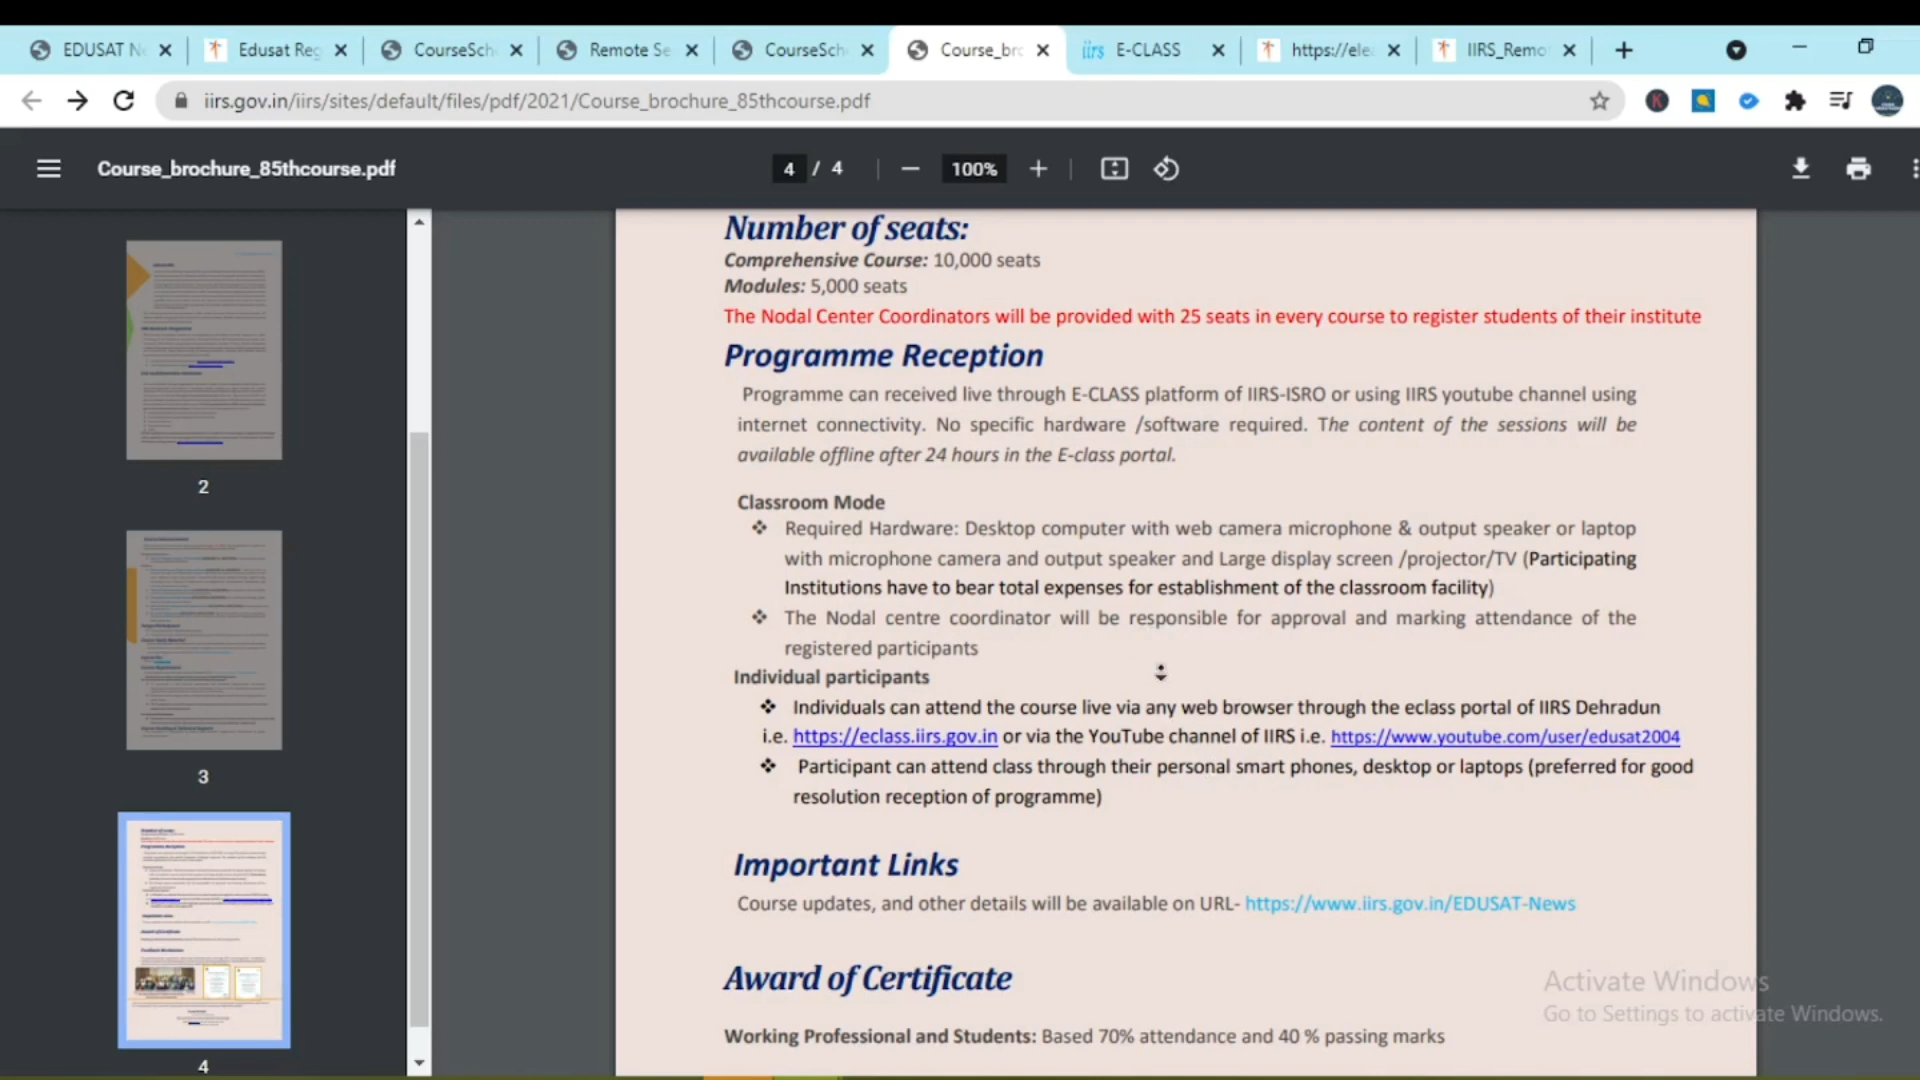 EDUSAT N
Edusat Reg
CourseSch
Remote Se
CourseSch
Course_bro
iirs E-CLASS
https://ele
IIRS_Remo
iirs.gov.in/iirs/sites/default/files/pdf/2021/Course_brochure_85thcourse.pdf
K
Course_brochure_85thcourse.pdf
4 / 4
100%
2
3
4
Number of seats:
Comprehensive Course: 10,000 seats
Modules: 5,000 seats
The Nodal Center Coordinators will be provided with 25 seats in every course to register students of their institute
Programme Reception
Programme can received live through E-CLASS platform of IIRS-ISRO or using IIRS youtube channel using
internet connectivity. No specific hardware /software required. The content of the sessions will be
available offline after 24 hours in the E-class portal.
Classroom Mode
❖ Required Hardware: Desktop computer with web camera microphone & output speaker or laptop
with microphone camera and output speaker and Large display screen /projector/TV (Participating
Institutions have to bear total expenses for establishment of the classroom facility)
❖ The Nodal centre coordinator will be responsible for approval and marking attendance of the
registered participants
Individual participants
❖ Individuals can attend the course live via any web browser through the eclass portal of IIRS Dehradun
i.e. https://eclass.iirs.gov.in or via the YouTube channel of IIRS i.e. https://www.youtube.com/user/edusat2004
❖ Participant can attend class through their personal smart phones, desktop or laptops (preferred for good
resolution reception of programme)
Important Links
Course updates, and other details will be available on URL- https://www.iirs.gov.in/EDUSAT-News
Award of Certificate
Working Professional and Students: Based 70% attendance and 40 % passing marks
Activate Windows
Go to Settings to activate Windows.